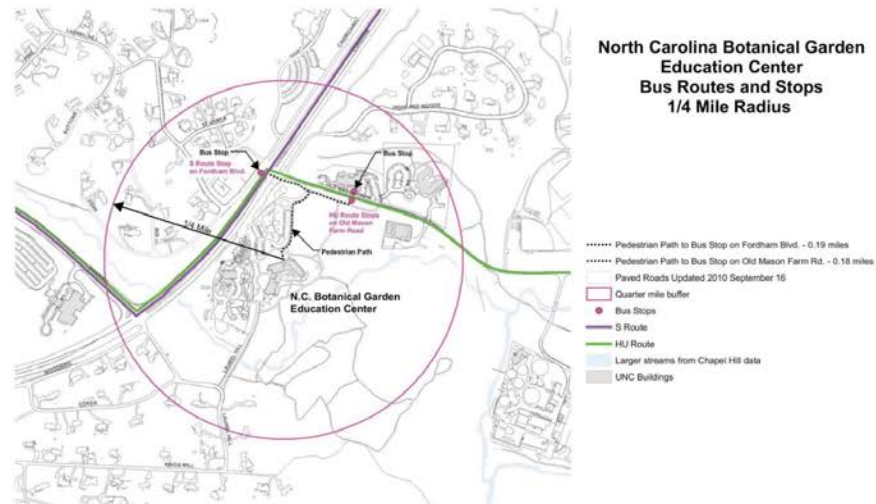 North Carolina Botanical Garden
Education Center
Bus Routes and Stops
1/4 Mile Radius
Bus Stop
S Route Stop
on Fordham Blvd.
Bus Stop
HU Route Stops
on Old Mason
Farm Road
1/4 Mile
Pedestrian Path
N.C. Botanical Garden
Education Center
LAUREL HILL
LAUREL HILL
Pedestrian Path to Bus Stop on Fordham Blvd. - 0.19 miles
Pedestrian Path to Bus Stop on Old Mason Farm Rd. - 0.18 miles
Paved Roads Updated 2010 September 16
Quarter mile buffer
Bus Stops
S Route
HU Route
Larger streams from Chapel Hill data
UNC Buildings